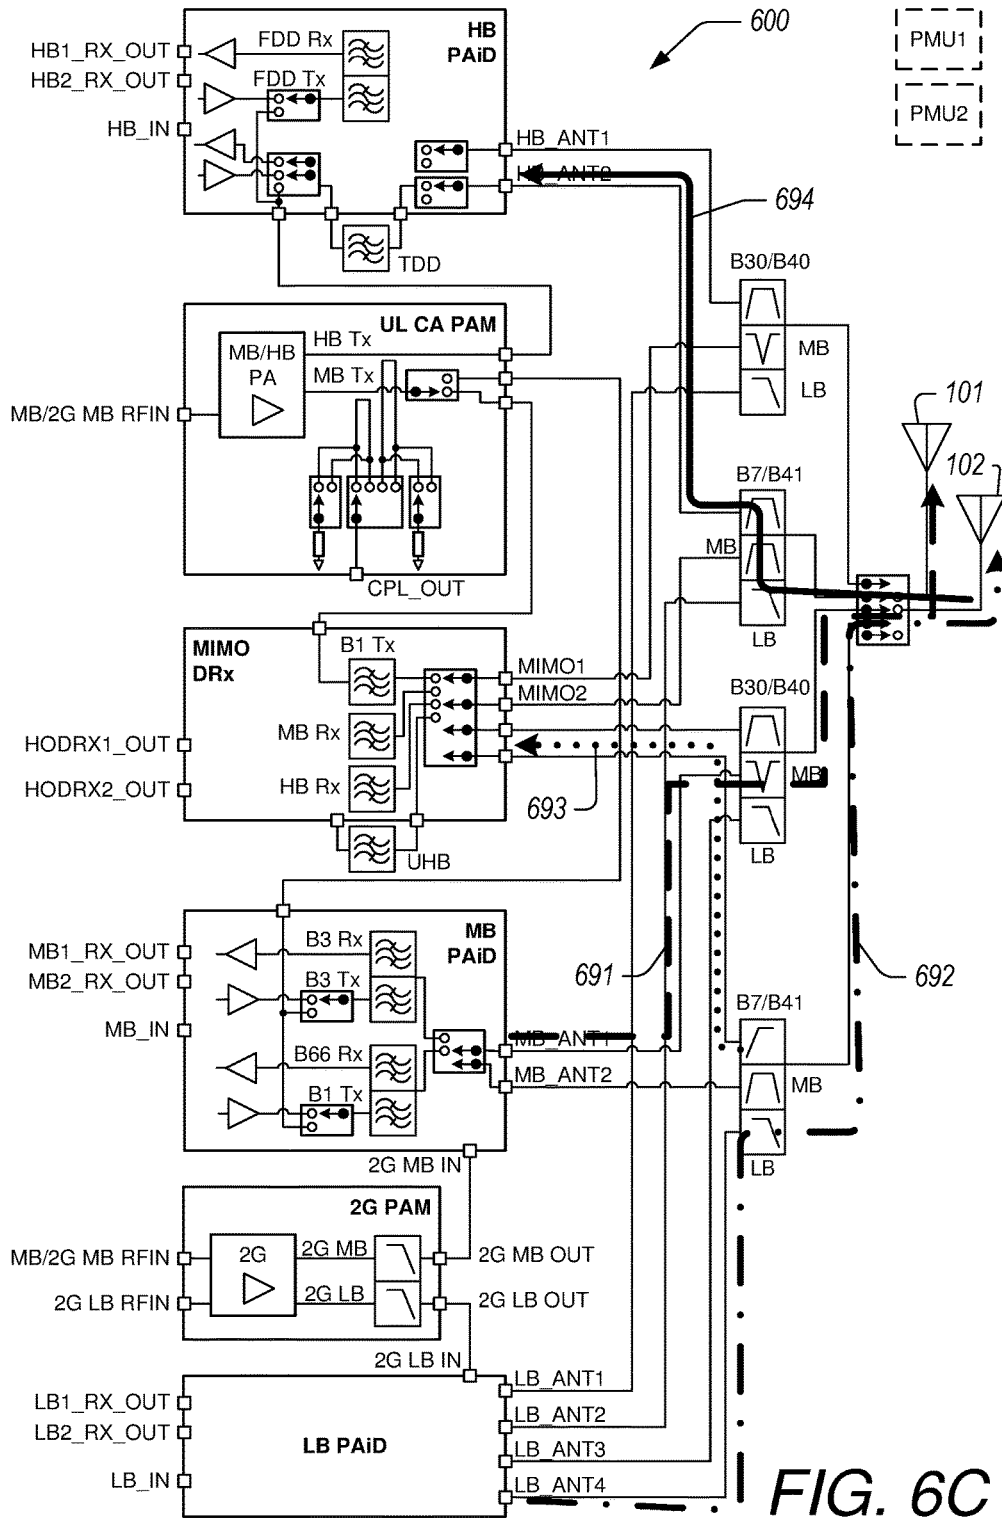 600
PMU1
PMU2
HB
PAiD
HB1_RX_OUT
HB2_RX_OUT
HB_IN
FDD Rx
FDD Tx
HB_ANT1
HB_ANT2
694
TDD
UL CA PAM
MB/HB
PA
HB Tx
MB Tx
MB/2G MB RFIN
CPL_OUT
B30/B40
MB
LB
101
102
B7/B41
MB
LB
MIMO
DRx
B1 Tx
MB Rx
HB Rx
UHB
MIMO1
MIMO2
HODRX1_OUT
HODRX2_OUT
693
B30/B40
MB
LB
MB
PAiD
MB1_RX_OUT
MB2_RX_OUT
MB_IN
B3 Rx
B3 Tx
B66 Rx
B1 Tx
691
692
MB_ANT1
MB_ANT2
B7/B41
MB
LB
2G MB IN
2G PAM
MB/2G MB RFIN
2G LB RFIN
2G
2G MB
2G LB
2G MB OUT
2G LB OUT
2G LB IN
LB1_RX_OUT
LB2_RX_OUT
LB_IN
LB PAiD
LB_ANT1
LB_ANT2
LB_ANT3
LB_ANT4
FIG. 6C